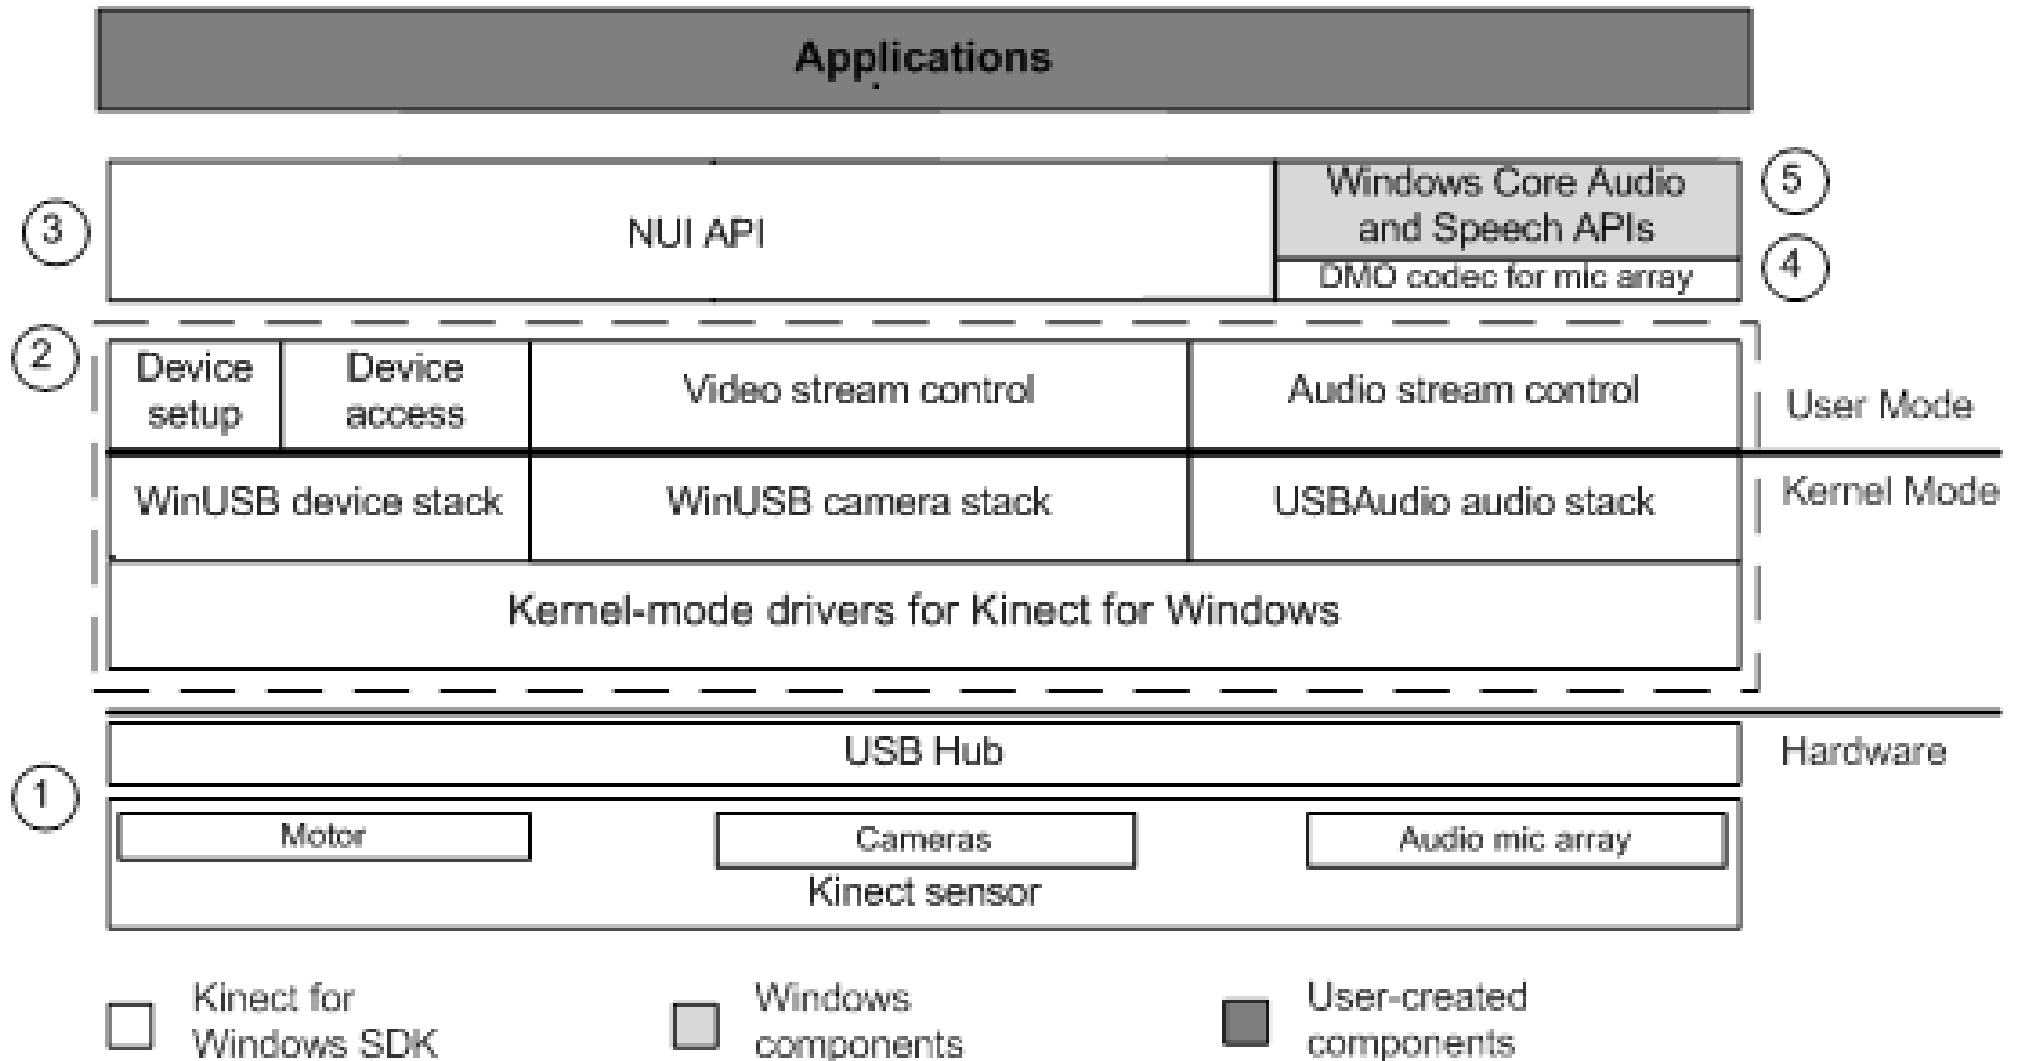 Applications
3
NUI API
Windows Core Audio
and Speech APIs
5
DMO codec for mic array
4
2
Device
setup
Device
access
Video stream control
Audio stream control
User Mode
WinUSB device stack
WinUSB camera stack
USBAudio audio stack
Kernel Mode
Kernel-mode drivers for Kinect for Windows
USB Hub
Hardware
1
Motor
Cameras
Audio mic array
Kinect sensor
Kinect for
Windows SDK
Windows
components
User-created
components